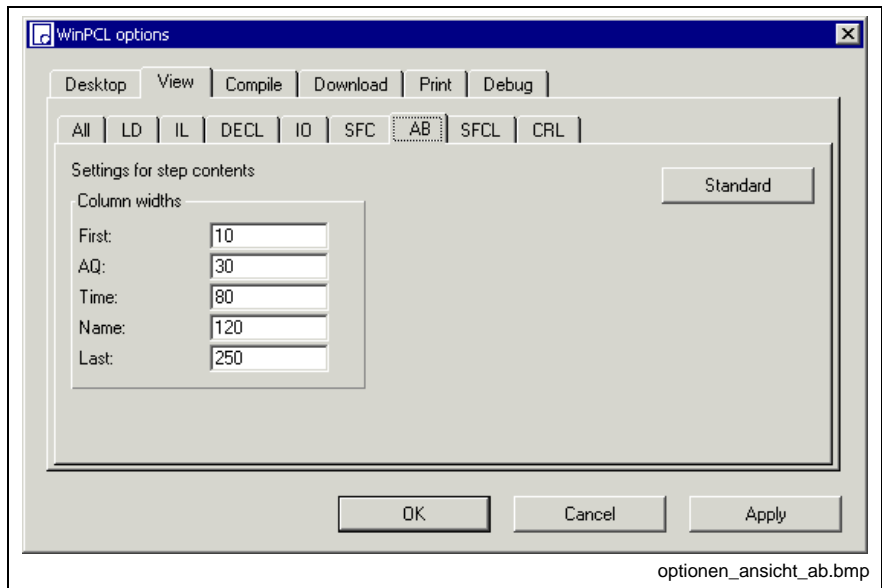 WinPCL options
Desktop View Compile Download Print Debug
All LD IL DECL IO SFC AB SFCL CRL
Settings for step contents
Standard
Column widths
First: 10
AQ: 30
Time: 80
Name: 120
Last: 250
OK Cancel Apply
optionen_ansicht_ab.bmp